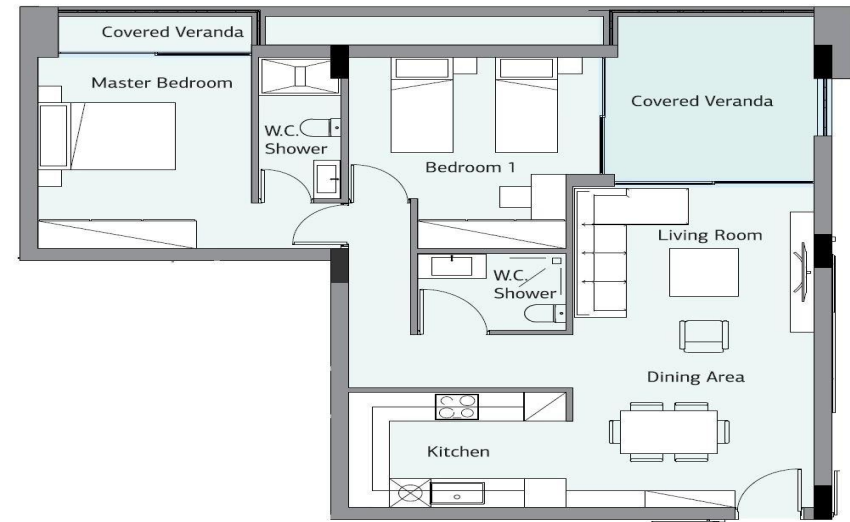 Covered Veranda
Master Bedroom
W.C.
Shower
Bedroom 1
Covered Veranda
Living Room
W.C.
Shower
Dining Area
Kitchen